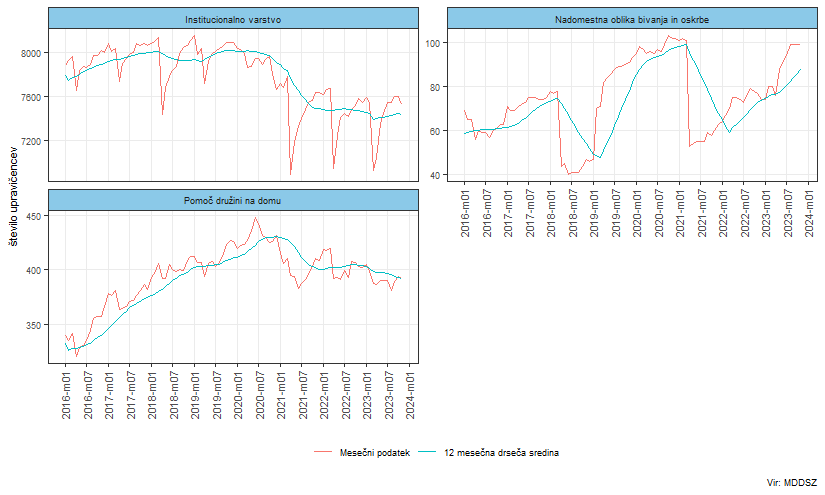 Institucionalno varstvo
Nadomestna oblika bivanja in oskrbe
8000
7600
7200
100
80
60
40
2016-m01
2016-m07
2017-m01
2017-m07
2018-m01
2018-m07
2019-m01
2019-m07
2020-m01
2020-m07
2021-m01
2021-m07
2022-m01
2022-m07
2023-m01
2023-m07
2024-m01
Pomoč družini na domu
450
400
350
2016-m01
2016-m07
2017-m01
2017-m07
2018-m01
2018-m07
2019-m01
2019-m07
2020-m01
2020-m07
2021-m01
2021-m07
2022-m01
2022-m07
2023-m01
2023-m07
2024-m01
število upravičencev
Mesečni podatek
12 mesečna drseča sredina
Vir: MDDSZ